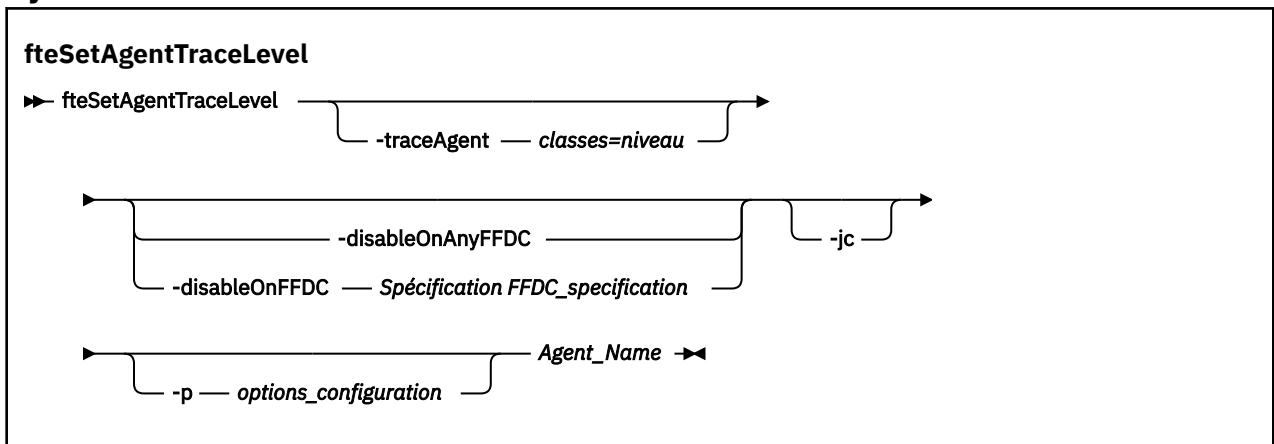 fteSetAgentTraceLevel
fteSetAgentTraceLevel
-traceAgent classes=niveau
-disableOnAnyFFDC
-jc
-disableOnFFDC Spécification FFDC_specification
Agent_Name
-p options_configuration